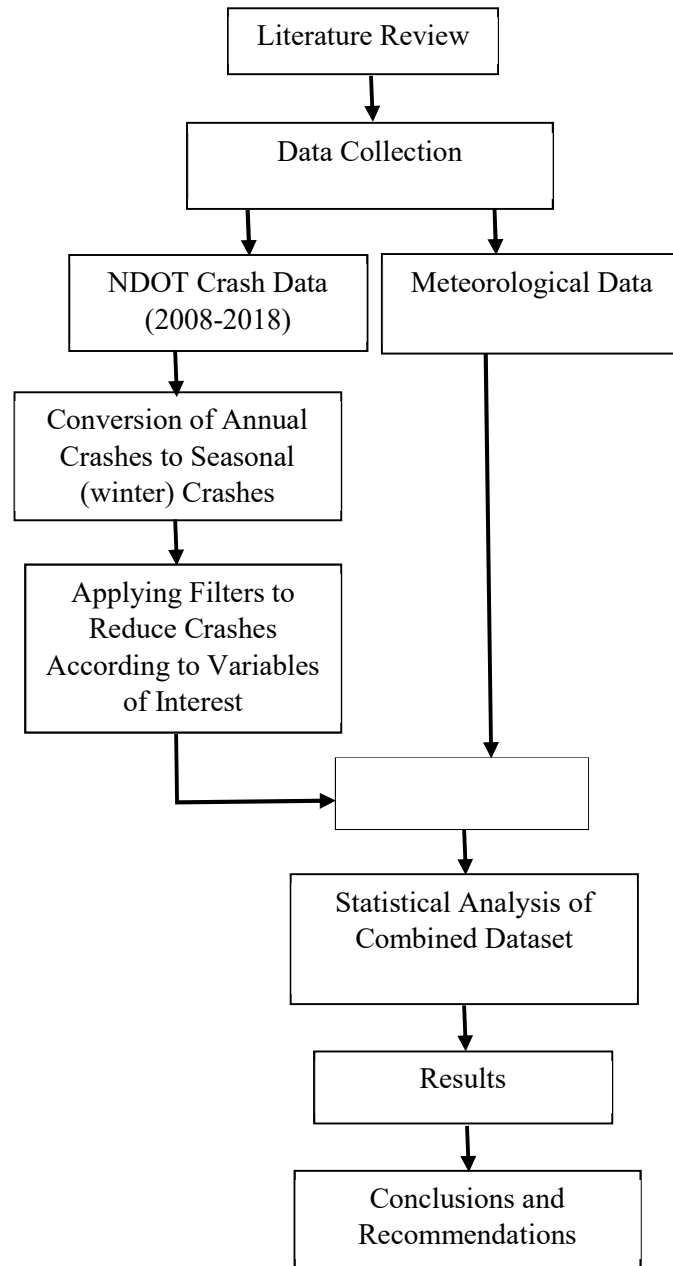 Literature Review
Data Collection
NDOT Crash Data
(2008-2018)
Meteorological Data
Conversion of Annual
Crashes to Seasonal
(winter) Crashes
Applying Filters to
Reduce Crashes
According to Variables
of Interest
Statistical Analysis of
Combined Dataset
Results
Conclusions and
Recommendations